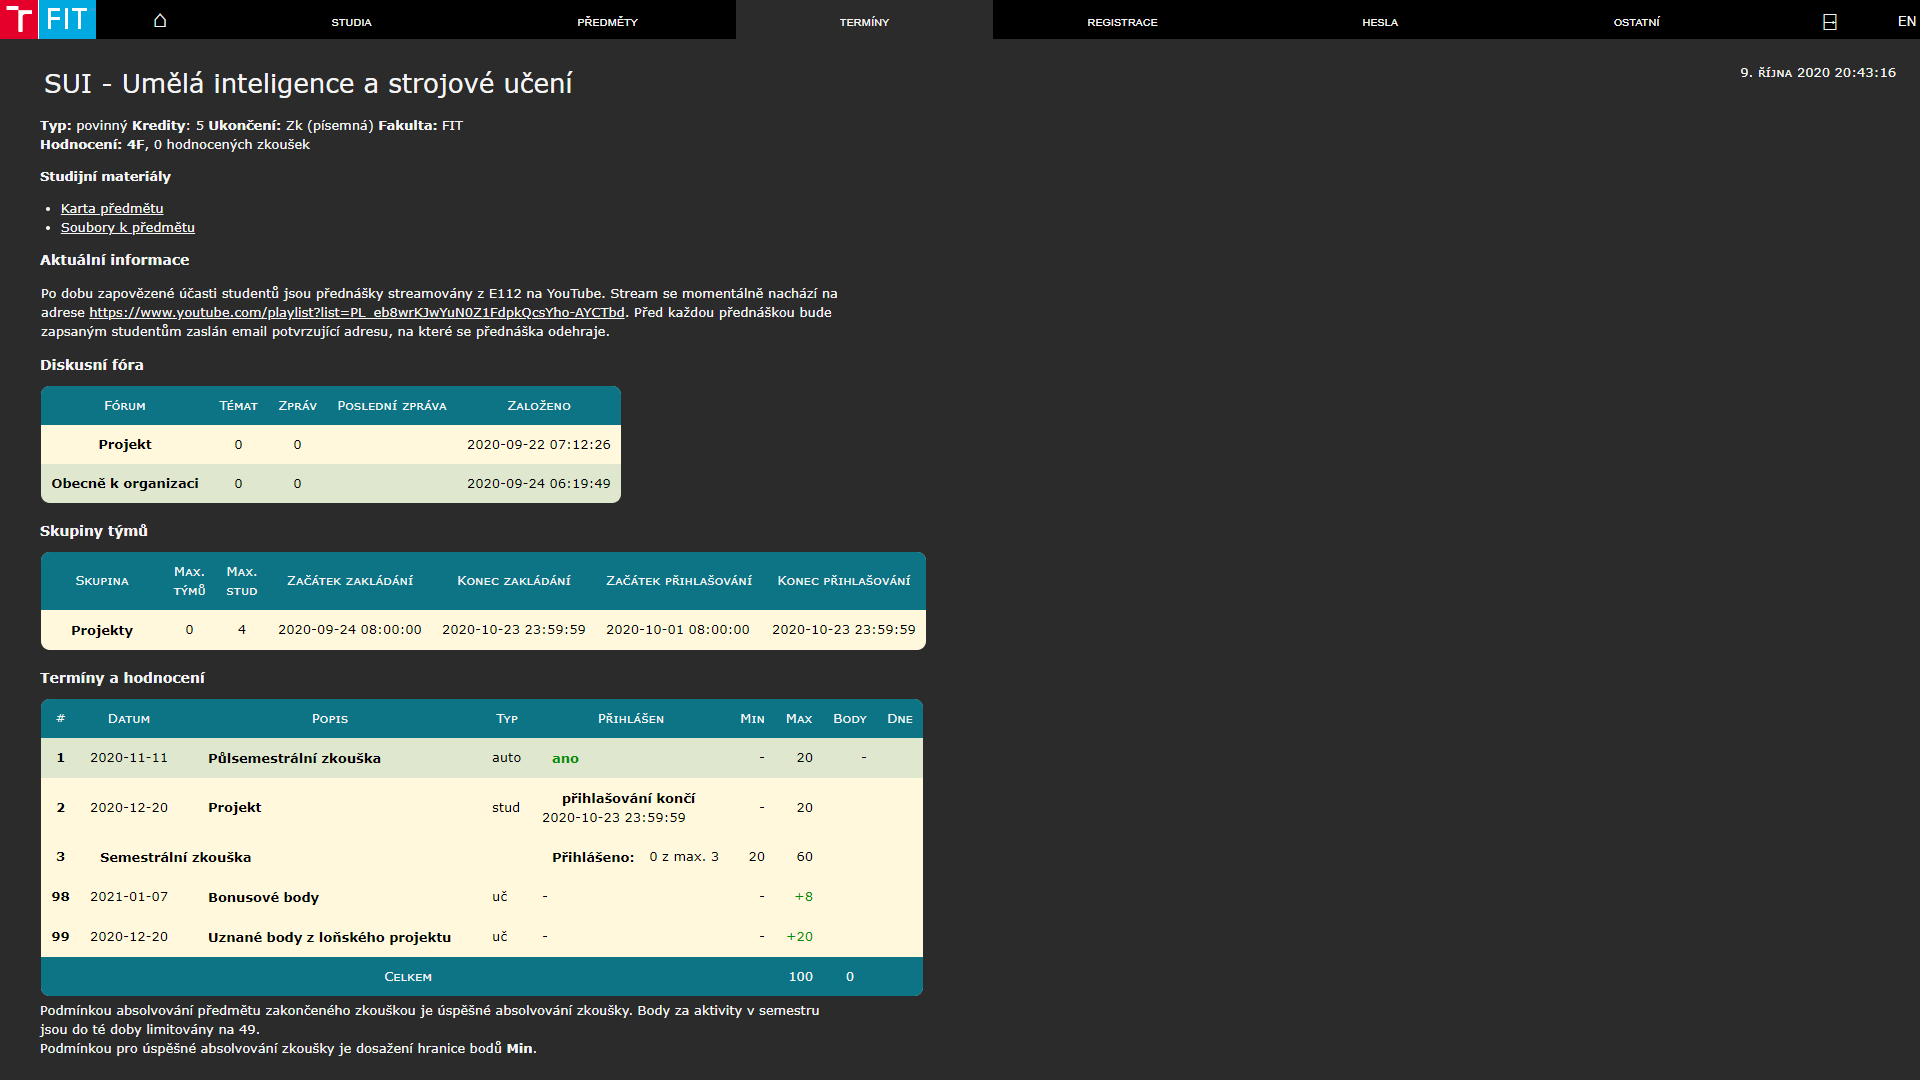 T FIT
STUDIA
PŘEDMĚTY
TERMÍNY
REGISTRACE
HESLA
OSTATNÍ
EN
SUI - Umělá inteligence a strojové učení
9. října 2020 20:43:16
Typ: povinný Kredity: 5 Ukončení: Zk (písemná) Fakulta: FIT
Hodnocení: 4F, 0 hodnocených zkoušek
Studijní materiály
• Karta předmětu
• Soubory k předmětu
Aktuální informace
Po dobu zapovězené účasti studentů jsou přednášky streamovány z E112 na YouTube. Stream se momentálně nachází na
adrese https://www.youtube.com/playlist?list=PL_eb8wrKJwYuN0Z1FdpkQcsYho-AYCTbd. Před každou přednáškou bude
zapsaným studentům zaslán email potvrzující adresu, na které se přednáška odehraje.
Diskusní fóra
Fórum Témat Zpráv Poslední zpráva Založeno
Projekt 0 0 2020-09-22 07:12:26
Obecně k organizaci 0 0 2020-09-24 06:19:49
Skupiny týmů
Skupina Max. týmů Max. stud Začátek zakládání Konec zakládání Začátek přihlašování Konec přihlašování
Projekty 0 4 2020-09-24 08:00:00 2020-10-23 23:59:59 2020-10-01 08:00:00 2020-10-23 23:59:59
Termíny a hodnocení
# Datum Popis Typ Přihlášen Min Max Body Dne
1 2020-11-11 Půlsemestrální zkouška auto ano - 20 -
2 2020-12-20 Projekt stud přihlašování končí 2020-10-23 23:59:59 - 20
3 Semestrální zkouška Přihlášeno: 0 z max. 3 20 60
98 2021-01-07 Bonusové body uč - - +8
99 2020-12-20 Uznané body z loňského projektu uč - - +20
Celkem 100 0
Podmínkou absolvování předmětu zakončeného zkouškou je úspěšné absolvování zkoušky. Body za aktivity v semestru
jsou do té doby limitovány na 49.
Podmínkou pro úspěšné absolvování zkoušky je dosažení hranice bodů Min.